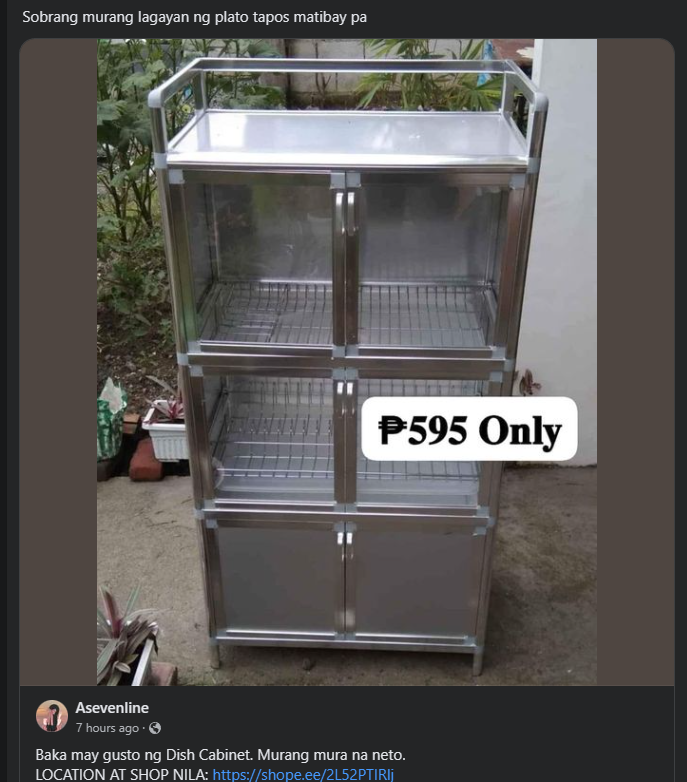 Sobrang murang lagayan ng plato tapos matibay pa
₱595 Only
Asevenline
7 hours ago ·
Baka may gusto ng Dish Cabinet. Murang mura na neto.
LOCATION AT SHOP NILA: https://shope.ee/2L52PTIRIj